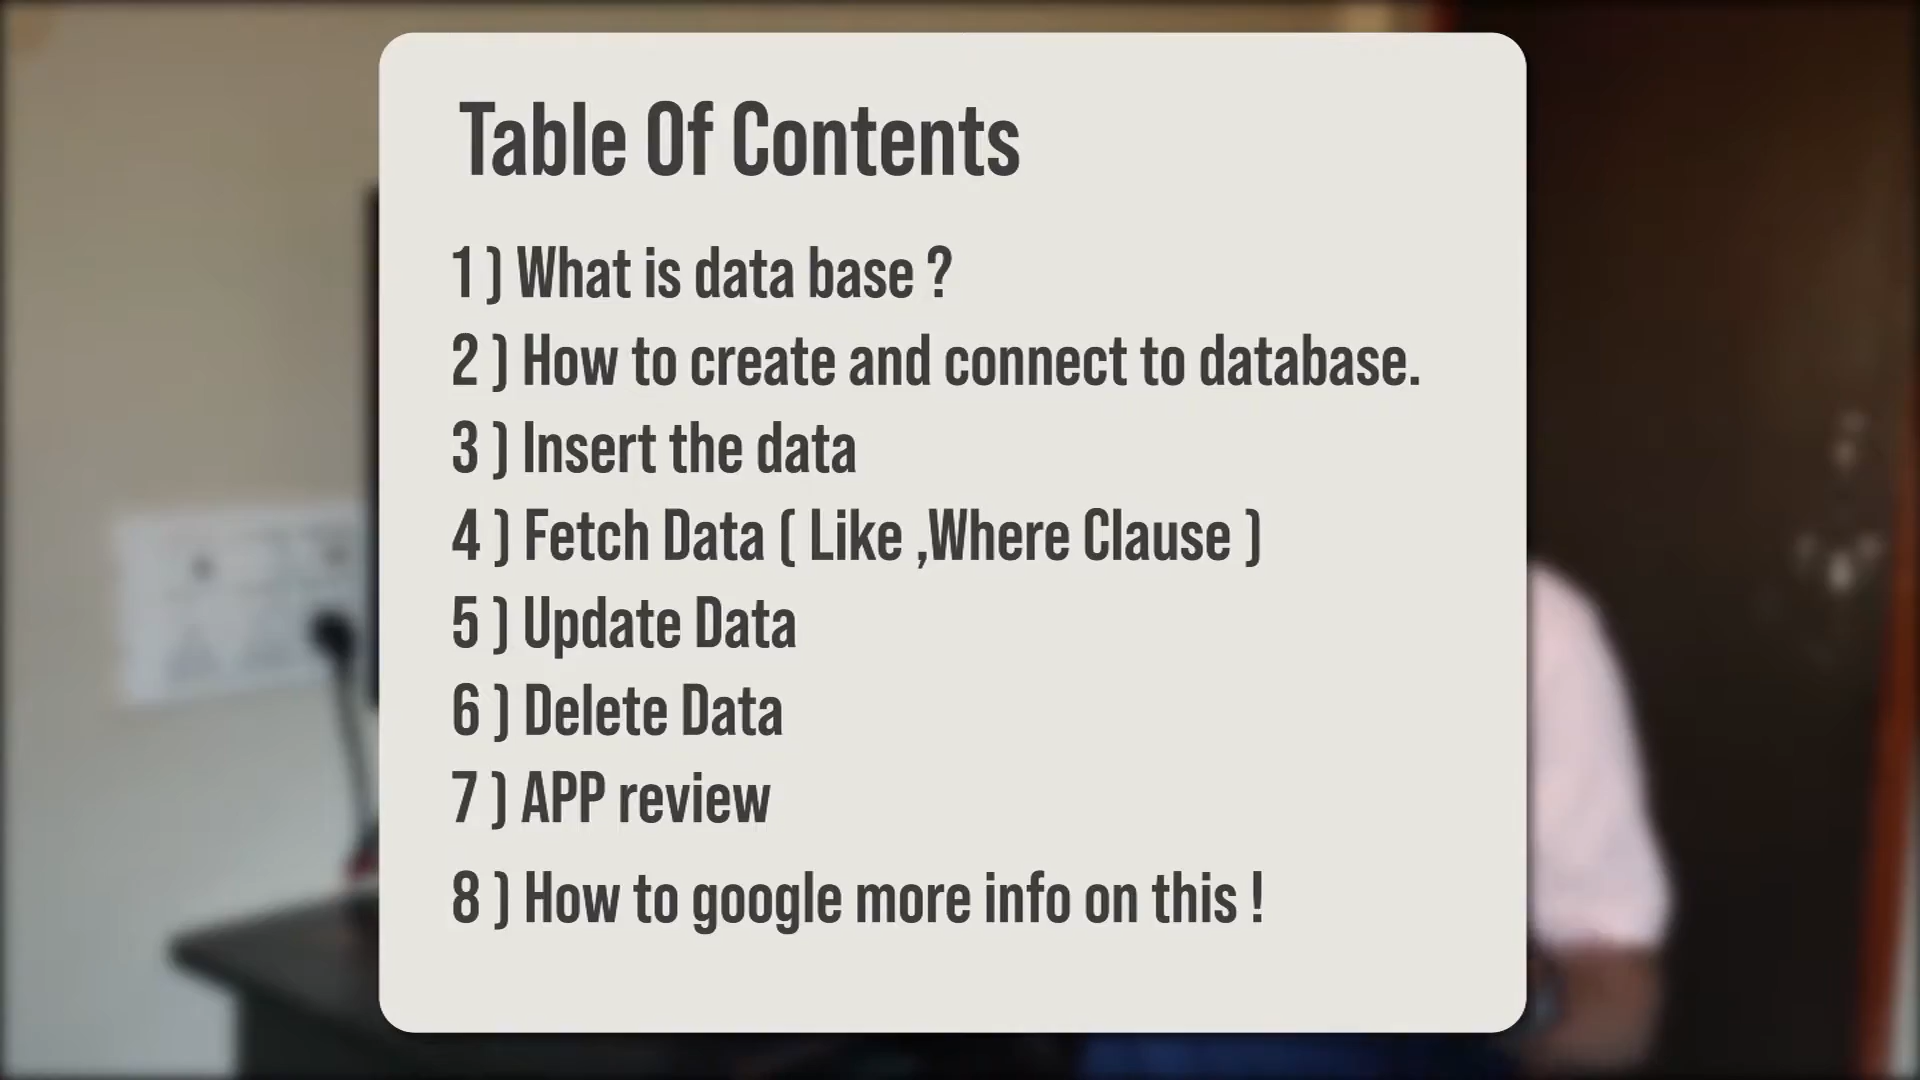 Table Of Contents
1 ) What is data base ?
2 ) How to create and connect to database.
3 ) Insert the data
4 ) Fetch Data ( Like ,Where Clause )
5 ) Update Data
6 ) Delete Data
7 ) APP review
8 ) How to google more info on this !